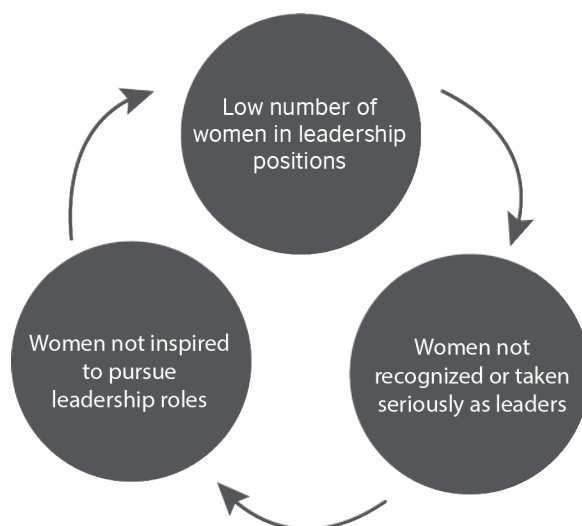 Low number of
women in leadership
positions
Women not
recognized or taken
seriously as leaders
Women not inspired
to pursue
leadership roles